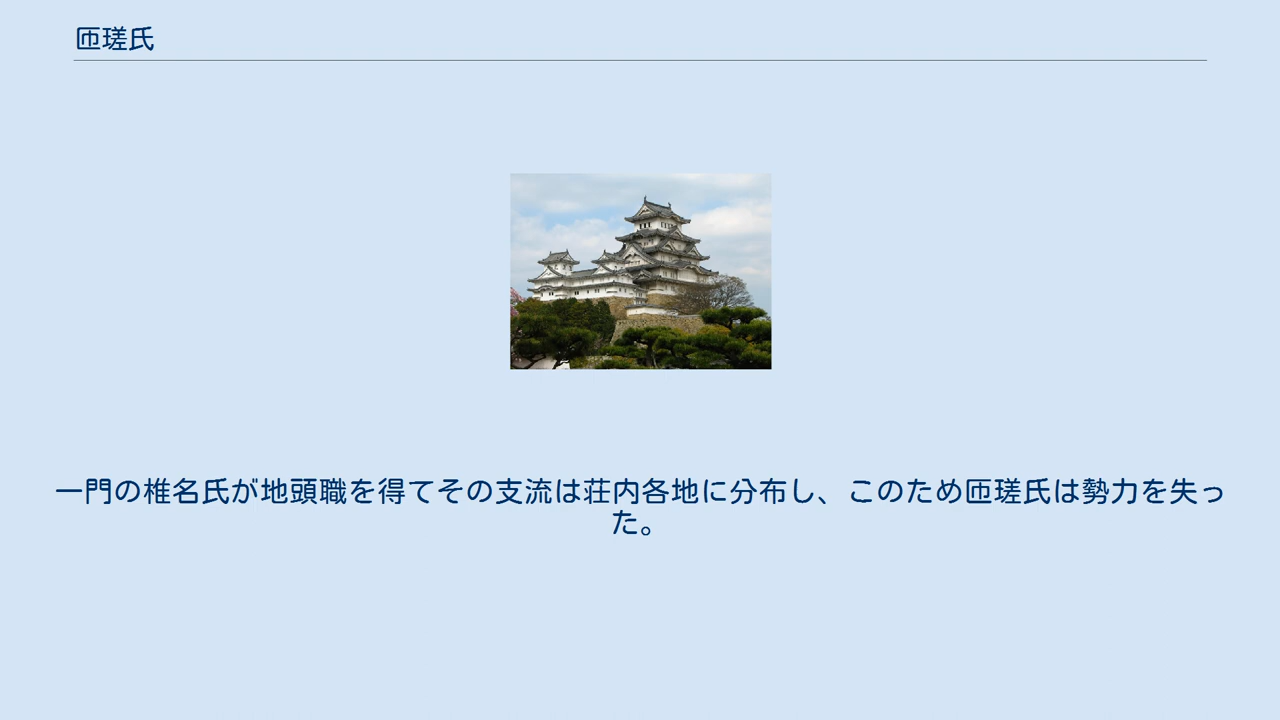 匝瑳氏
一門の椎名氏が地頭職を得てその支流は荘内各地に分布し、このため匝瑳氏は勢力を失っ
た。